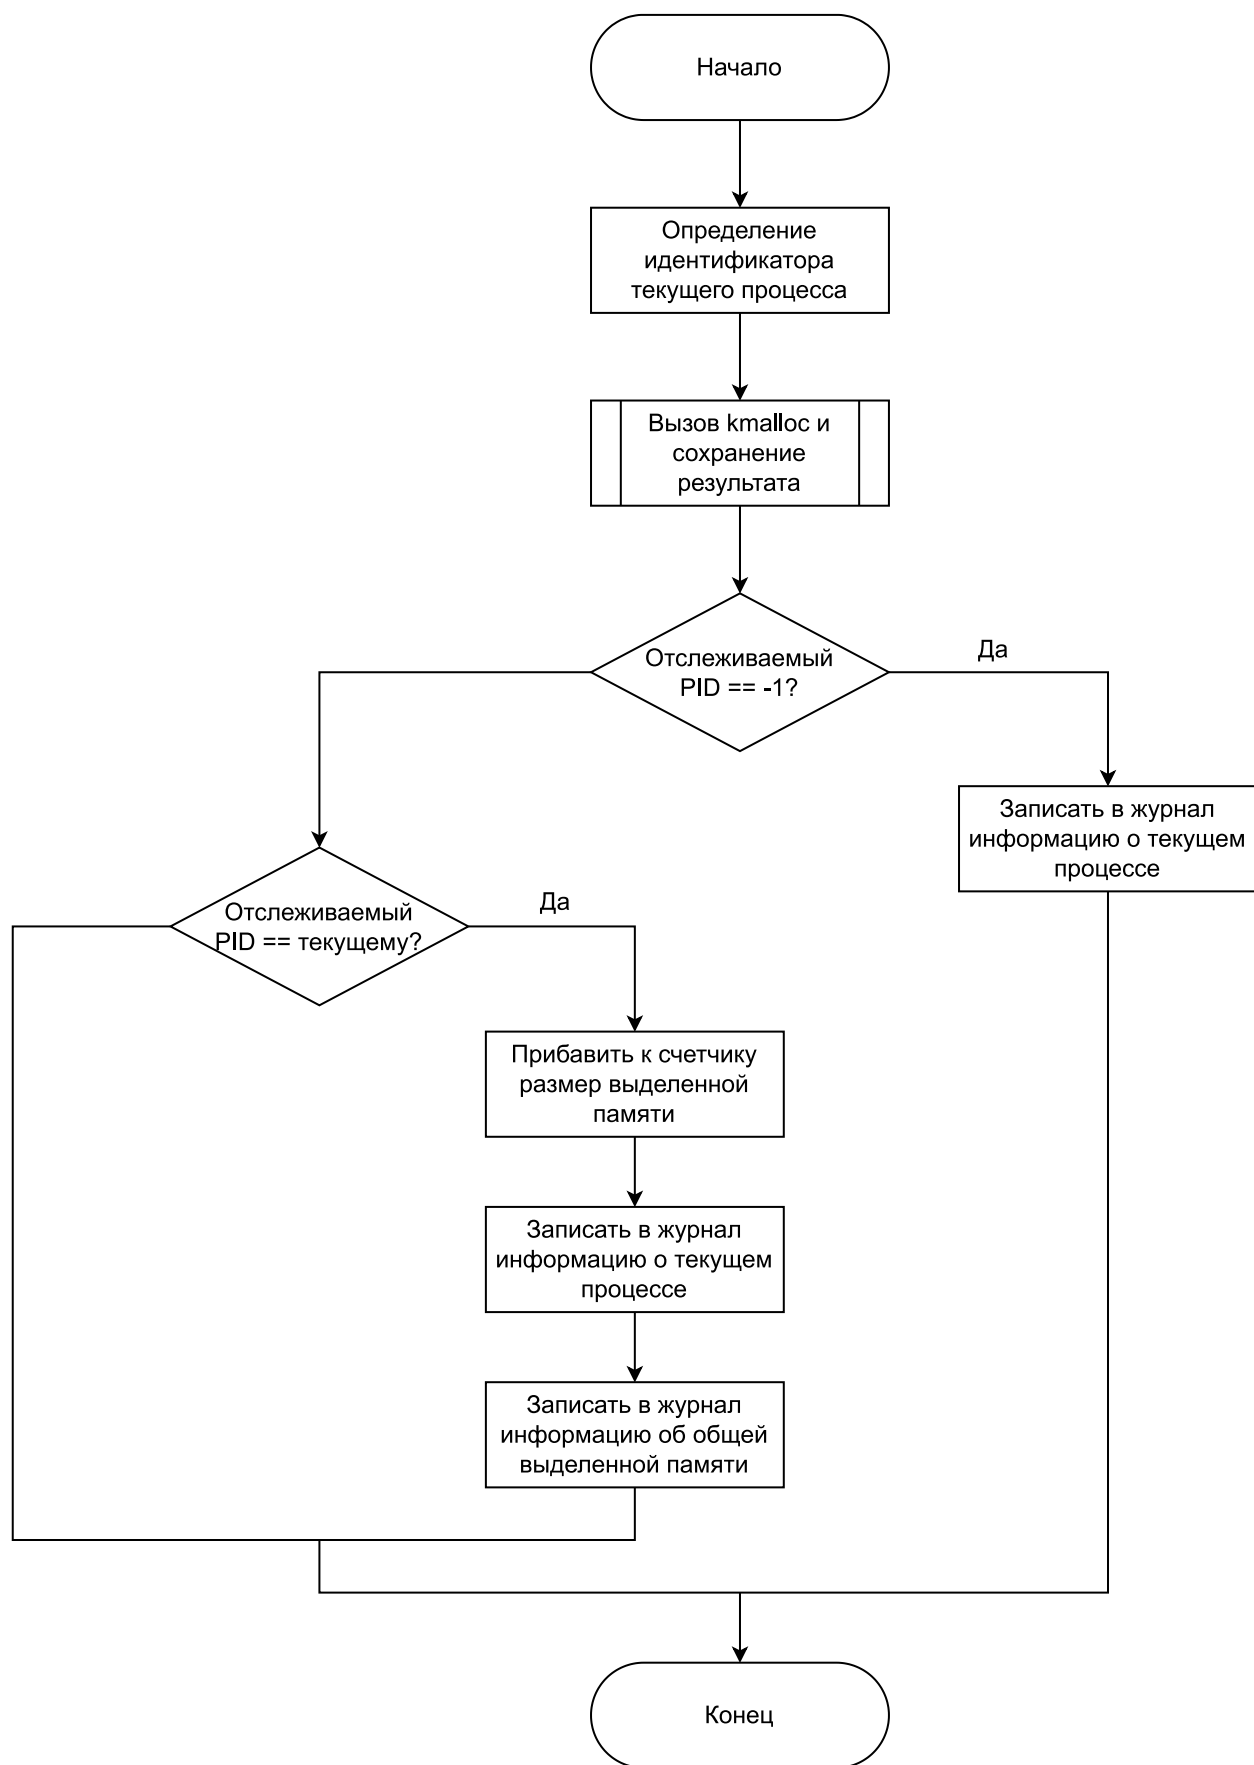 Начало
Определение
идентификатора
текущего процесса
Вызов kmalloc и
сохранение
результата
Отслеживаемый
PID == -1?
Да
Записать в журнал
информацию о текущем
процессе
Отслеживаемый
PID == текущему?
Да
Прибавить к счетчику
размер выделенной
памяти
Записать в журнал
информацию о текущем
процессе
Записать в журнал
информацию об общей
выделенной памяти
Конец